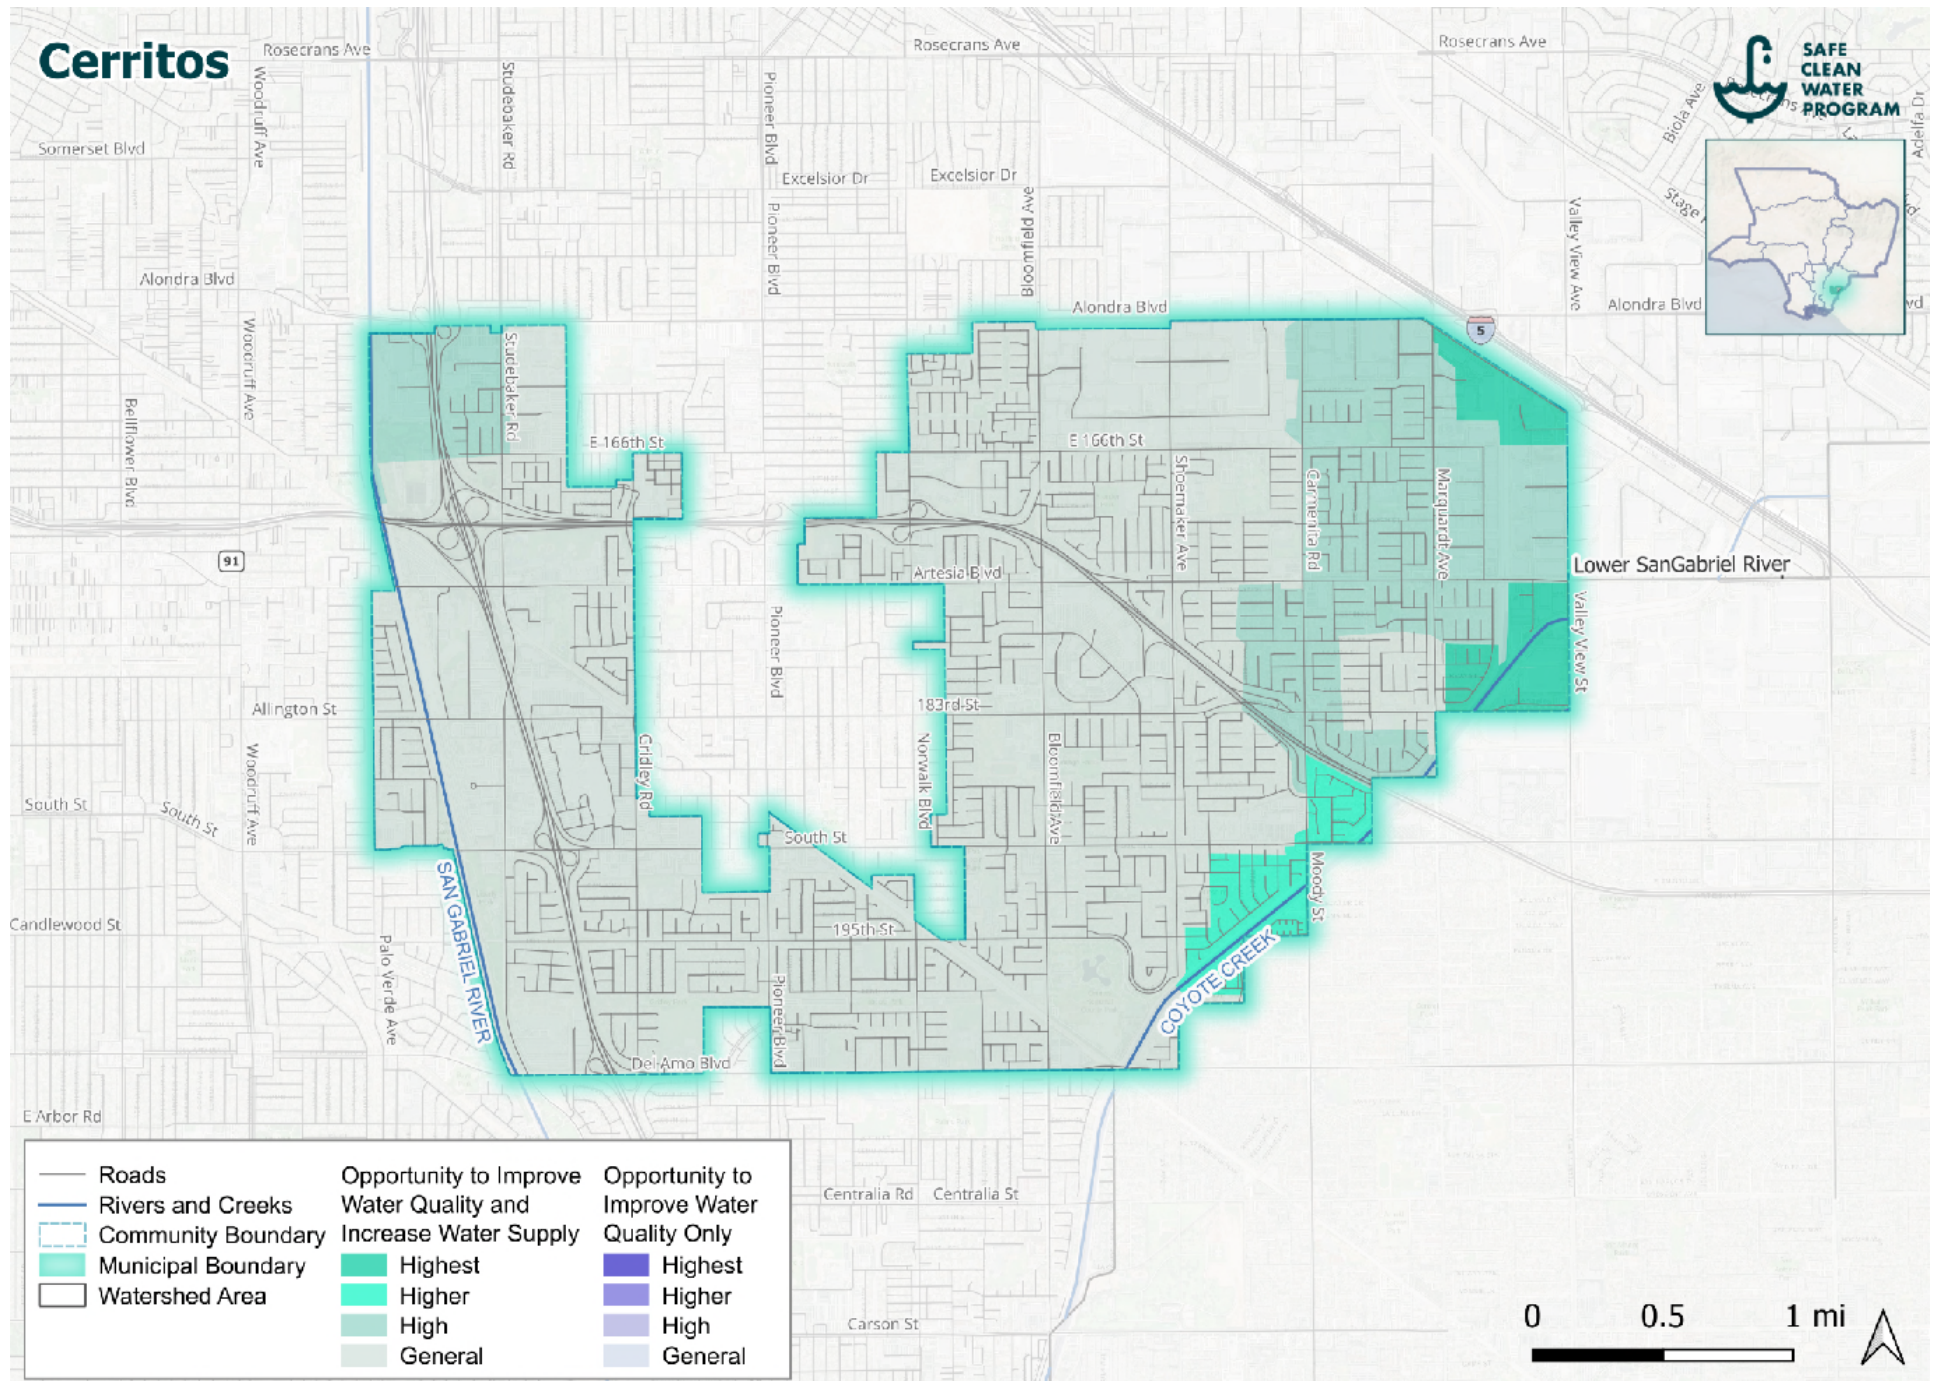 Cerritos
SAFE
CLEAN
WATER
PROGRAM
Rosecrans Ave
Rosecrans Ave
Rosecrans Ave
Woodruff Ave
Studebaker Rd
Pioneer Blvd
Biola Ave
Adelfa Dr
Somerset Blvd
Excelsior Dr
Excelsior Dr
Bloomfield Ave
Pioneer Blvd
Valley View Ave
Stage
Alondra Blvd
Alondra Blvd
Alondra Blvd
5
Woodruff Ave
Studebaker Rd
Bellflower Blvd
E 166th St
E 166th St
Shoemaker Ave
Carmenita Rd
Marquardt Ave
91
Artesia Blvd
Lower SanGabriel River
Pioneer Blvd
Valley View St
Allington St
183rd St
Woodruff Ave
Gridley Rd
Norwalk Blvd
Bloomfield Ave
South St
South St
South St
Moody St
SAN GABRIEL RIVER
Candlewood St
195th St
Palo Verde Ave
COYOTE CREEK
Pioneer Blvd
Del Amo Blvd
E Arbor Rd
Centralia Rd
Centralia St
Carson St
Roads
Rivers and Creeks
Community Boundary
Municipal Boundary
Watershed Area
Opportunity to Improve
Water Quality and
Increase Water Supply
Highest
Higher
High
General
Opportunity to
Improve Water
Quality Only
Highest
Higher
High
General
0 0.5 1 mi